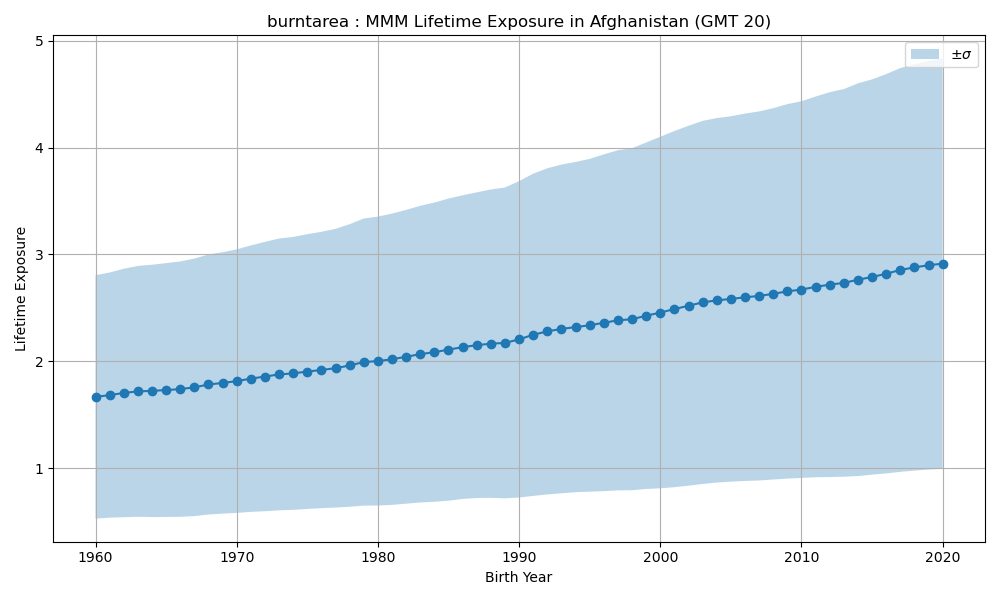 burntarea : MMM Lifetime Exposure in Afghanistan (GMT 20)
±σ
5
4
3
2
1
Lifetime Exposure
1960 1970 1980 1990 2000 2010 2020
Birth Year